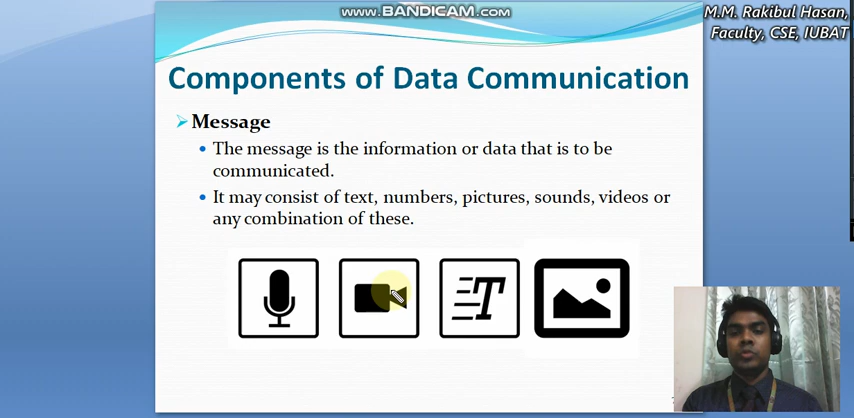 www.BANDICAM.com
M.M. Rakibul Hasan,
Faculty, CSE, IUBAT
Components of Data Communication
Message
The message is the information or data that is to be
communicated.
It may consist of text, numbers, pictures, sounds, videos or
any combination of these.
T